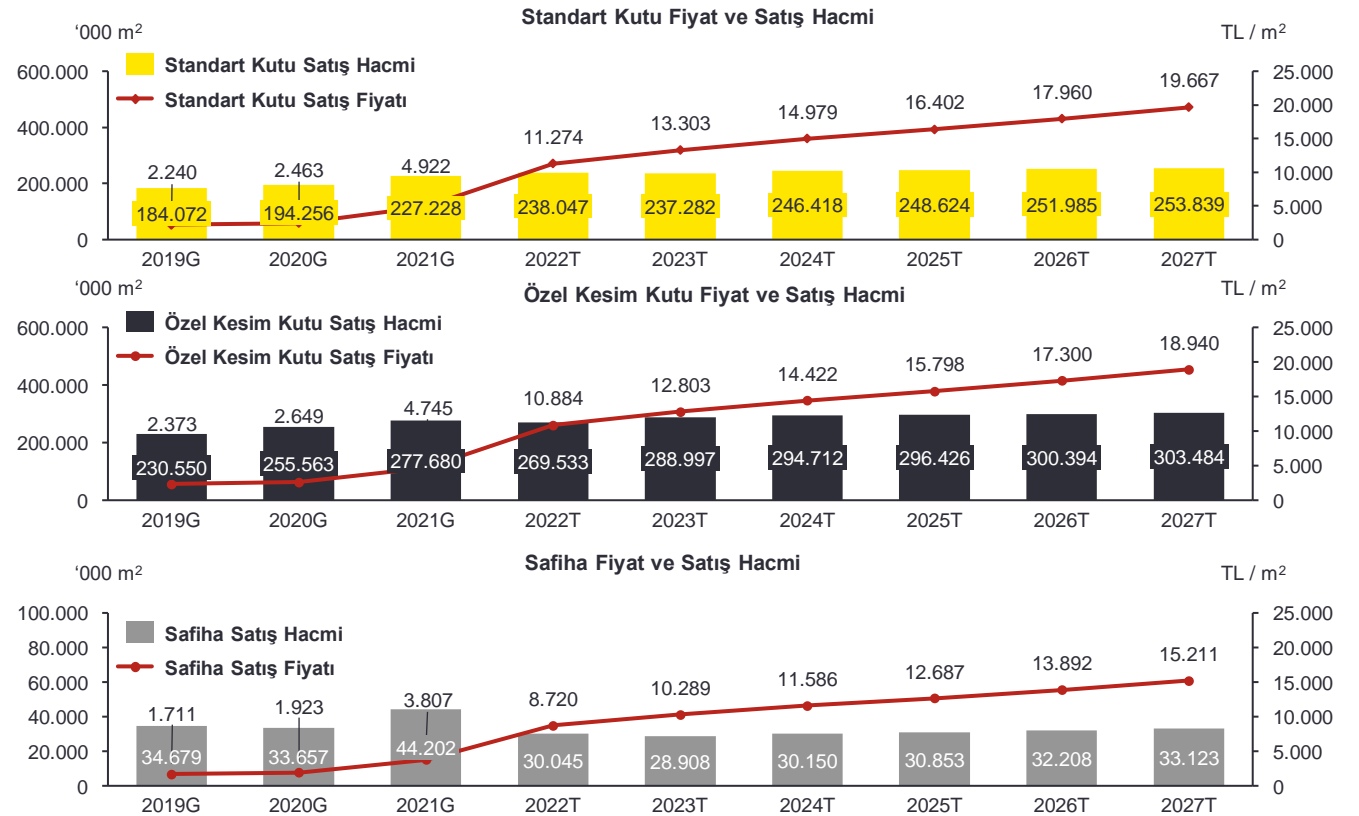 Standart Kutu Fiyat ve Satış Hacmi
‘000 m²
TL / m²
Standart Kutu Satış Hacmi
Standart Kutu Satış Fiyatı
600.000
400.000
200.000
0
25.000
20.000
15.000
10.000
5.000
0
2.240
2.463
4.922
11.274
13.303
14.979
16.402
17.960
19.667
184.072
194.256
227.228
238.047
237.282
246.418
248.624
251.985
253.839
2019G
2020G
2021G
2022T
2023T
2024T
2025T
2026T
2027T
Özel Kesim Kutu Fiyat ve Satış Hacmi
‘000 m²
TL / m²
Özel Kesim Kutu Satış Hacmi
Özel Kesim Kutu Satış Fiyatı
600.000
400.000
200.000
0
25.000
20.000
15.000
10.000
5.000
0
2.373
2.649
4.745
10.884
12.803
14.422
15.798
17.300
18.940
230.550
255.563
277.680
269.533
288.997
294.712
296.426
300.394
303.484
2019G
2020G
2021G
2022T
2023T
2024T
2025T
2026T
2027T
Safiha Fiyat ve Satış Hacmi
‘000 m²
TL / m²
Safiha Satış Hacmi
Safiha Satış Fiyatı
100.000
80.000
60.000
40.000
20.000
0
25.000
20.000
15.000
10.000
5.000
0
1.711
1.923
3.807
8.720
10.289
11.586
12.687
13.892
15.211
34.679
33.657
44.202
30.045
28.908
30.150
30.853
32.208
33.123
2019G
2020G
2021G
2022T
2023T
2024T
2025T
2026T
2027T